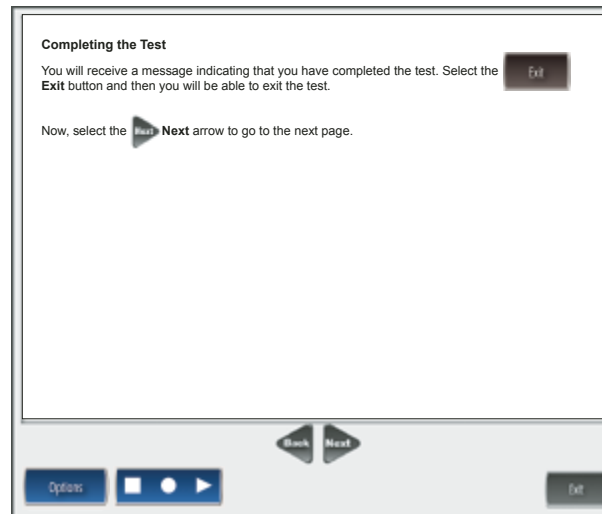 Completing the Test
You will receive a message indicating that you have completed the test. Select the Exit
Exit button and then you will be able to exit the test.
Now, select the Next Next arrow to go to the next page.
Back Next
Options
Exit